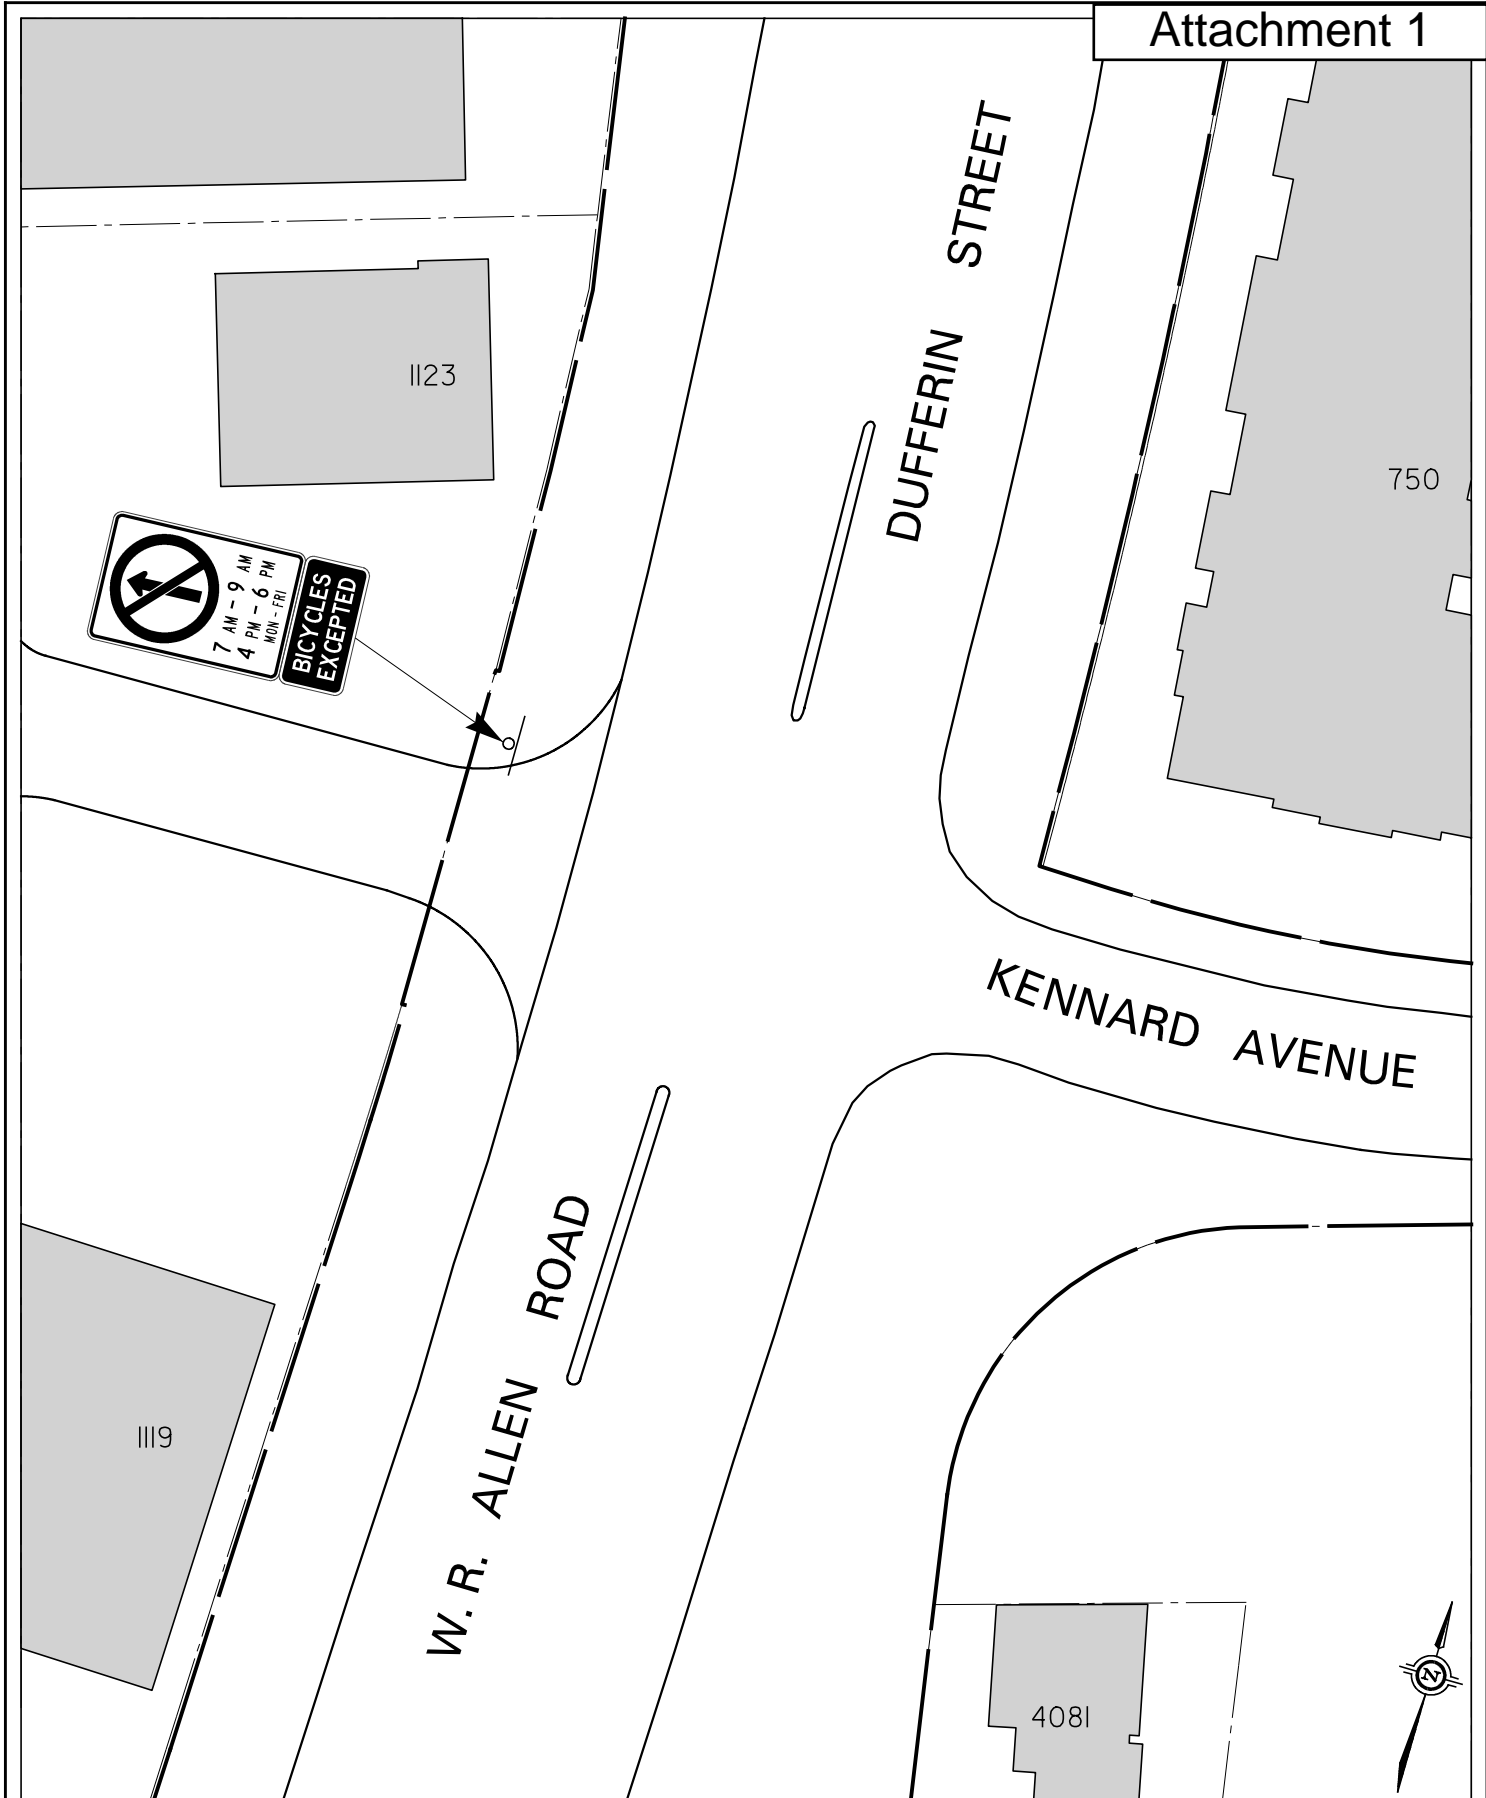 Attachment 1
DUFFERIN STREET
1123
750
7 AM - 9 AM
4 PM - 6 PM
MON - FRI
BICYCLES
EXCEPTED
KENNARD AVENUE
W. R. ALLEN ROAD
1119
4081
N